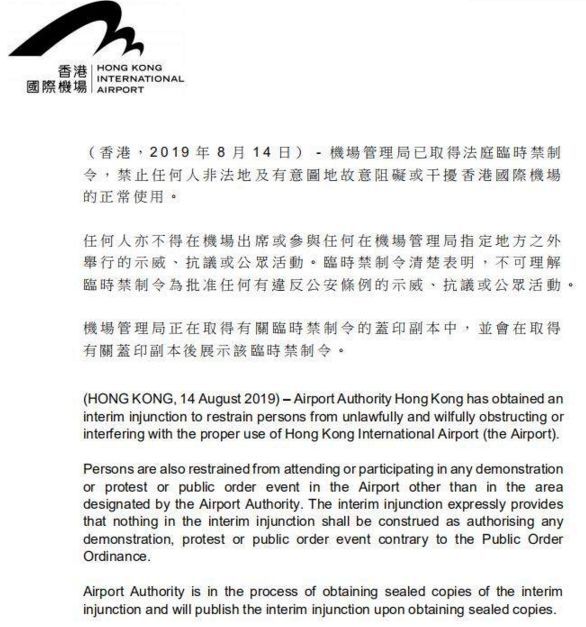 香港
國際機場
HONG KONG
INTERNATIONAL
AIRPORT
（香港，2019 年 8 月 14 日） - 機場管理局已取得法庭臨時禁制
令，禁止任何人非法地及有意圖地故意阻礙或干擾香港國際機場
的正常使用。
任何人亦不得在機場出席或參與任何在機場管理局指定地方之外
舉行的示威、抗議或公眾活動。臨時禁制令清楚表明，不可理解
臨時禁制令為批准任何有違反公安條例的示威、抗議或公眾活動。
機場管理局正在取得有關臨時禁制令的蓋印副本中，並會在取得
有關蓋印副本後展示該臨時禁制令。
(HONG KONG, 14 August 2019) – Airport Authority Hong Kong has obtained an
interim injunction to restrain persons from unlawfully and wilfully obstructing or
interfering with the proper use of Hong Kong International Airport (the Airport).
Persons are also restrained from attending or participating in any demonstration
or protest or public order event in the Airport other than in the area
designated by the Airport Authority. The interim injunction expressly provides
that nothing in the interim injunction shall be construed as authorising any
demonstration, protest or public order event contrary to the Public Order
Ordinance.
Airport Authority is in the process of obtaining sealed copies of the interim
injunction and will publish the interim injunction upon obtaining sealed copies.